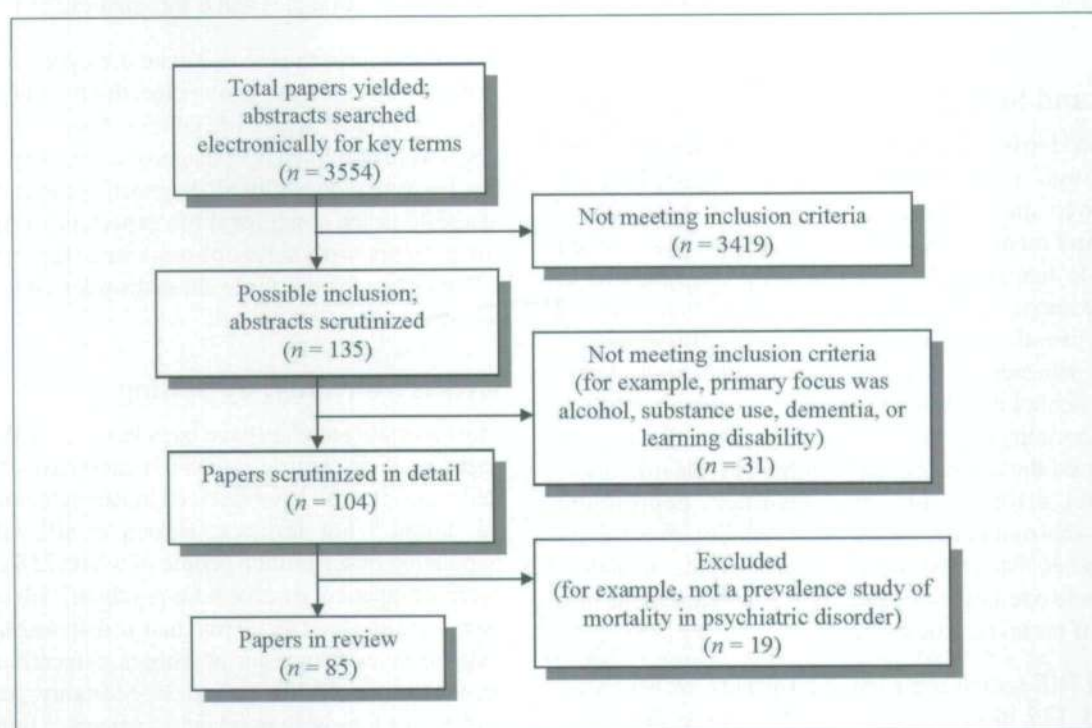 Total papers yielded;
abstracts searched
electronically for key terms
(n = 3554)
Not meeting inclusion criteria
(n = 3419)
Possible inclusion;
abstracts scrutinized
(n = 135)
Not meeting inclusion criteria
(for example, primary focus was
alcohol, substance use, dementia, or
learning disability)
(n = 31)
Papers scrutinized in detail
(n = 104)
Excluded
(for example, not a prevalence study of
mortality in psychiatric disorder)
(n = 19)
Papers in review
(n = 85)